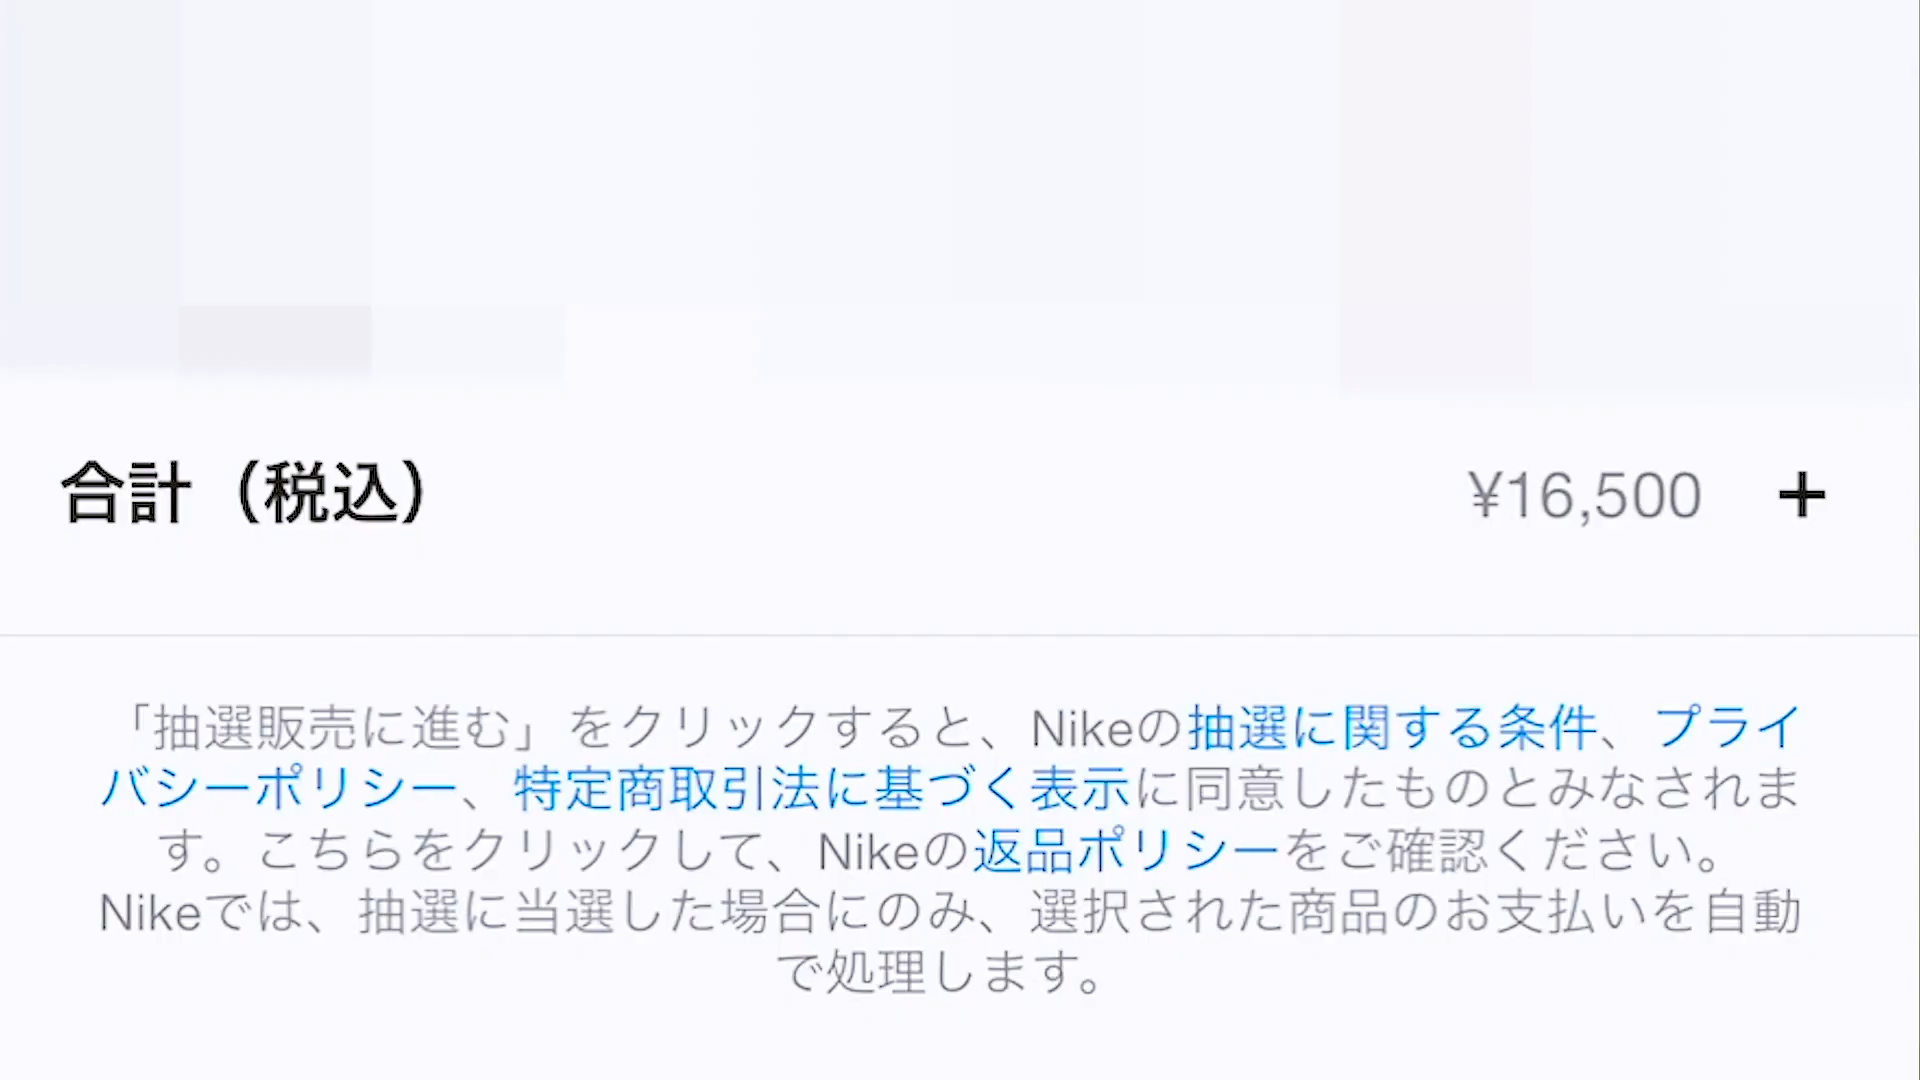 合計（税込）
¥16,500 +
「抽選販売に進む」をクリックすると、Nikeの抽選に関する条件、プライ
バシーポリシー、特定商取引法に基づく表示に同意したものとみなされま
す。こちらをクリックして、Nikeの返品ポリシーをご確認ください。
Nikeでは、抽選に当選した場合にのみ、選択された商品のお支払いを自動
で処理します。